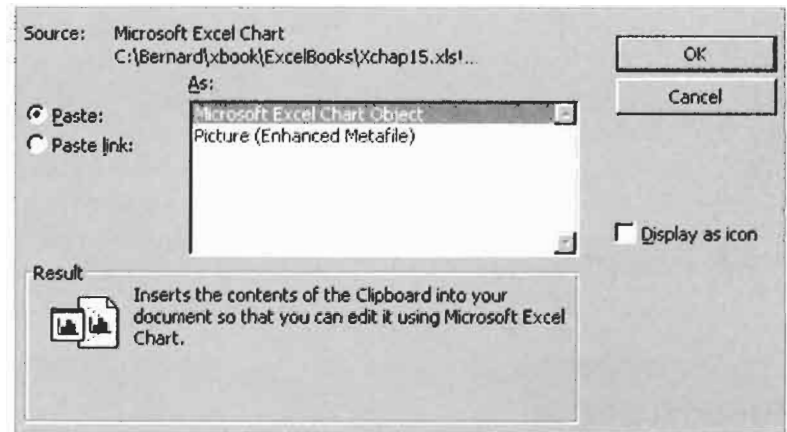 Source: Microsoft Excel Chart
C:\Bernard\xbook\ExcelBooks\Xchap15.xls!...
OK
As:
Cancel
Paste:
Microsoft Excel Chart Object
Picture (Enhanced Metafile)
Paste link:
Display as icon
Result
Inserts the contents of the Clipboard into your
document so that you can edit it using Microsoft Excel
Chart.